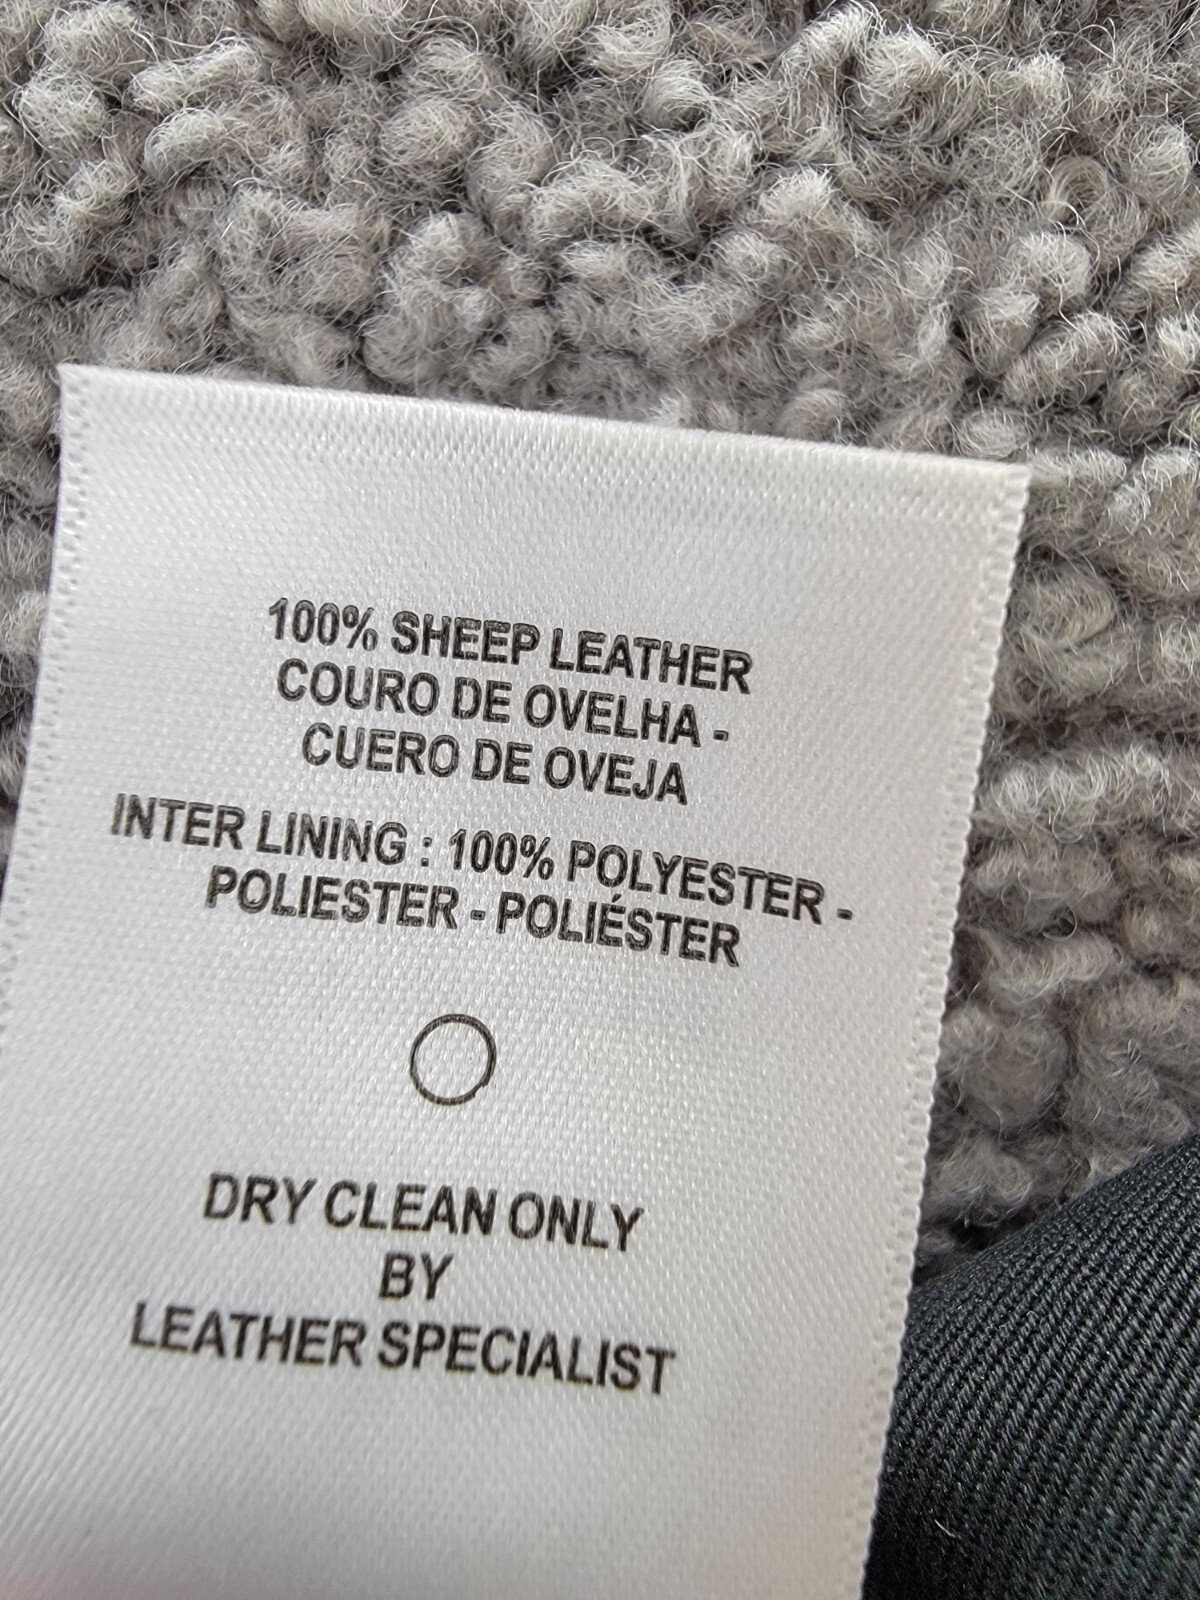 100% SHEEP LEATHER
COURO DE OVELHA -
CUERO DE OVEJA
INTER LINING : 100% POLYESTER -
POLIESTER - POLIÉSTER
DRY CLEAN ONLY
BY
LEATHER SPECIALIST